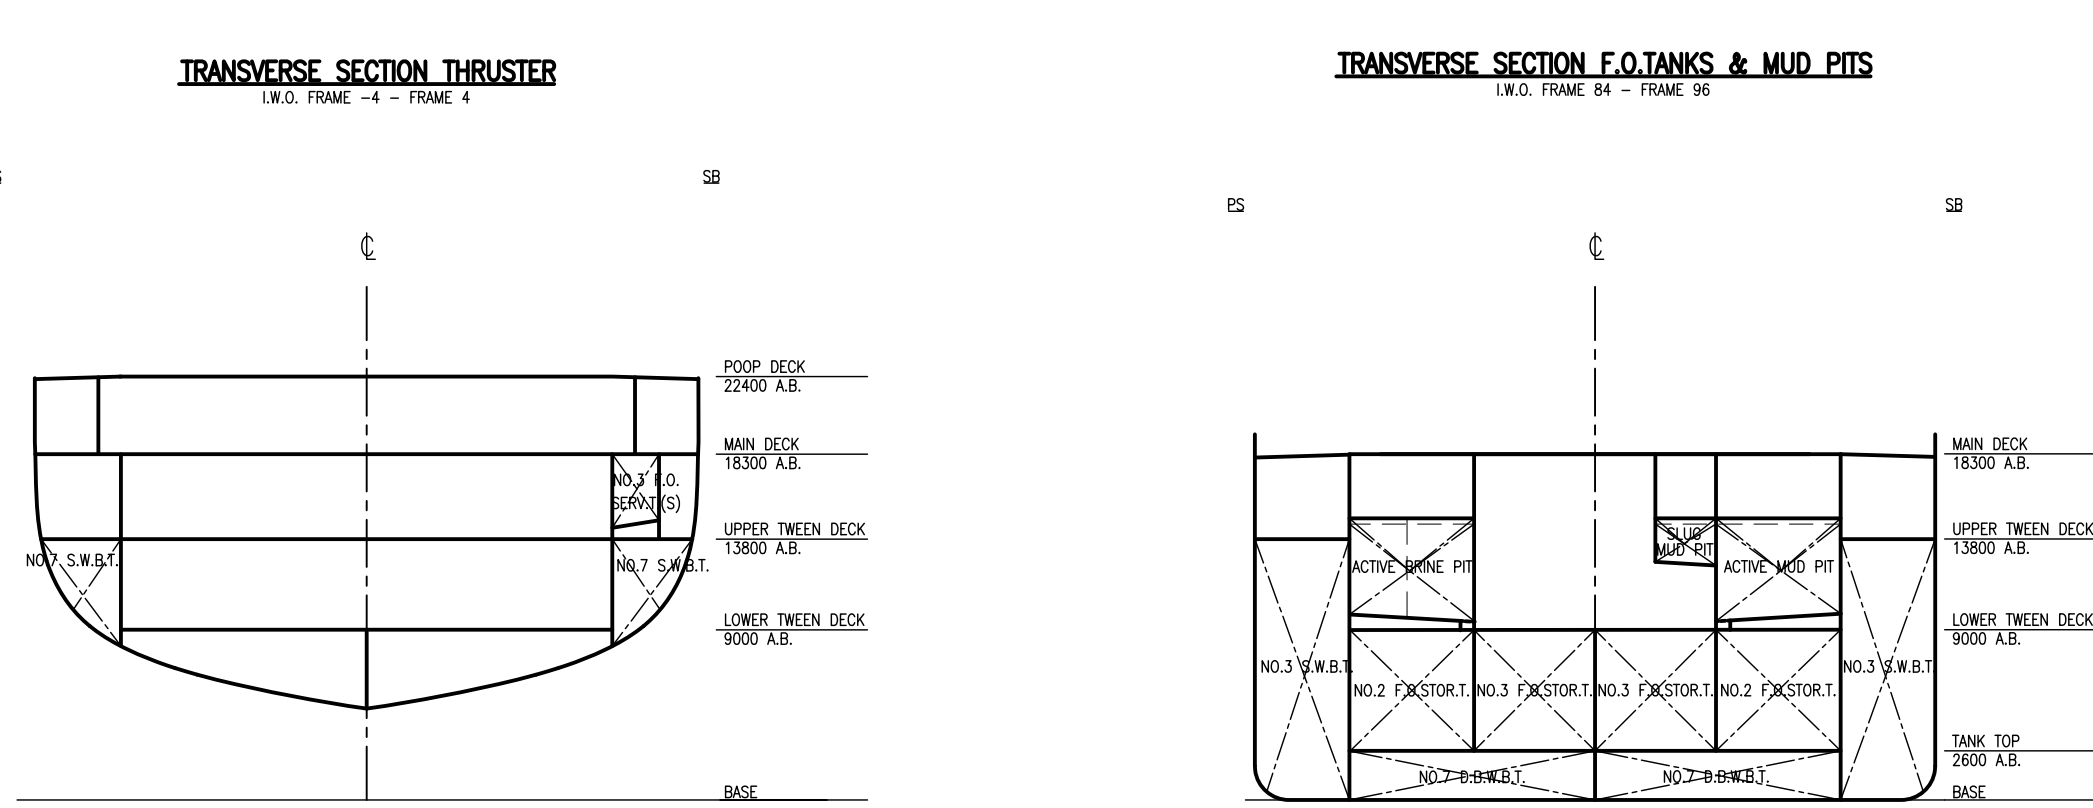 TRANSVERSE SECTION THRUSTER
I.W.O. FRAME -4 - FRAME 4
SB
℄
POOP DECK
22400 A.B.
MAIN DECK
18300 A.B.
NO.3 F.O.
SERV.T.(S)
UPPER TWEEN DECK
13800 A.B.
NO.7 S.W.B.T.
NO.7 S.W.B.T.
LOWER TWEEN DECK
9000 A.B.
BASE
TRANSVERSE SECTION F.O.TANKS & MUD PITS
I.W.O. FRAME 84 - FRAME 96
PS
SB
℄
MAIN DECK
18300 A.B.
UPPER TWEEN DECK
13800 A.B.
SLUG
MUD PIT
ACTIVE BRINE PIT
ACTIVE MUD PIT
LOWER TWEEN DECK
9000 A.B.
NO.3 S.W.B.T.
NO.3 S.W.B.T.
NO.2 F.O.STOR.T.
NO.3 F.O.STOR.T.
NO.3 F.O.STOR.T.
NO.2 F.O.STOR.T.
TANK TOP
2600 A.B.
NO.7 D.B.W.B.T.
NO.7 D.B.W.B.T.
BASE